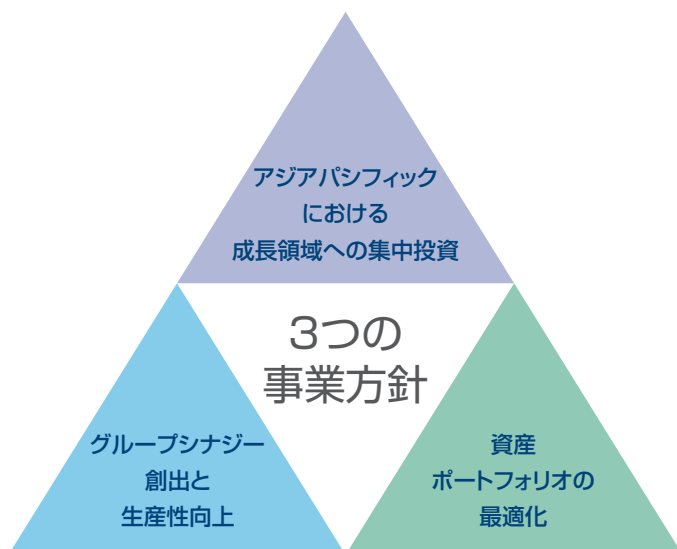 アジアパシフィック
における
成長領域への集中投資
3つの
事業方針
グループシナジー
創出と
生産性向上
資産
ポートフォリオの
最適化